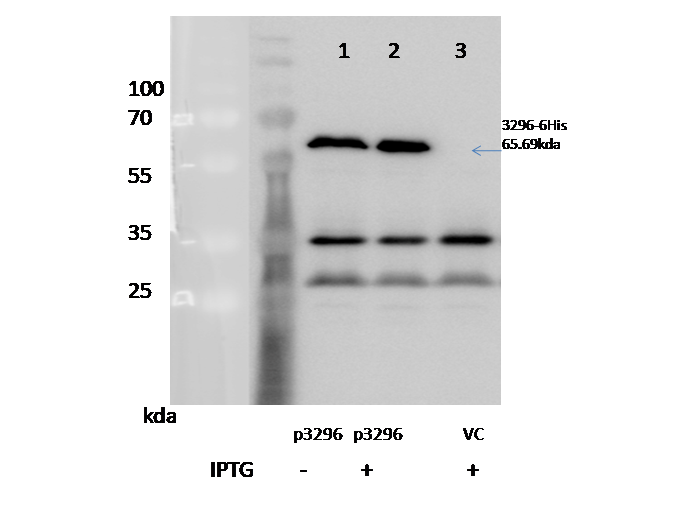 1 2 3
100
70
3296-6His
65.69kda
55
35
25
kda
p3296 p3296 VC
IPTG - + +